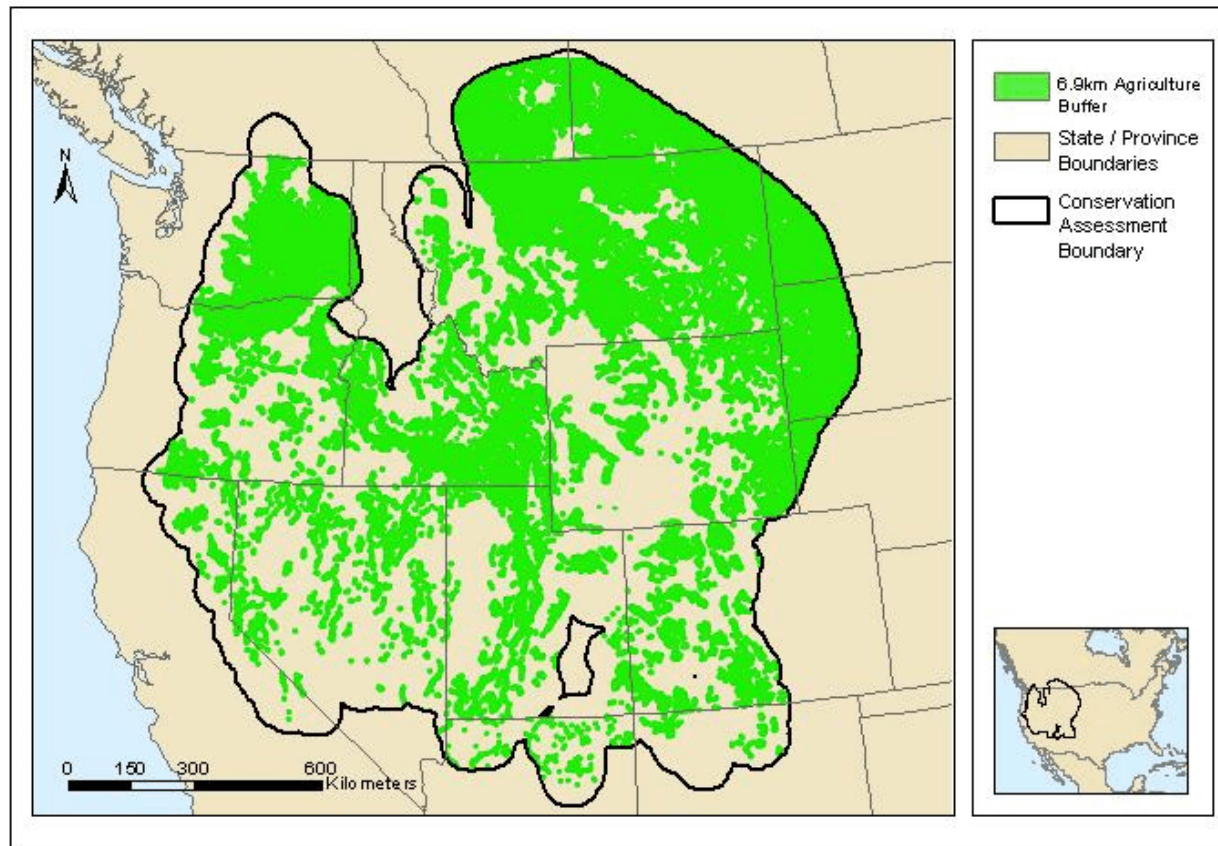 N
0 150 300 600
Kilometers
6.9km Agriculture
Buffer
State / Province
Boundaries
Conservation
Assessment
Boundary